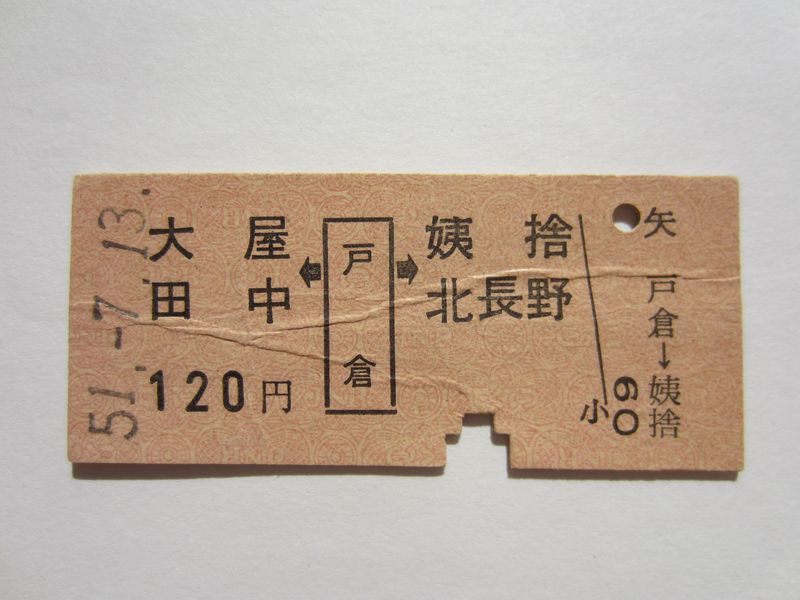 51.-7.13.
大屋
田中
120円
戸倉
姨捨
北長野
小
60
矢
戸倉→姨捨